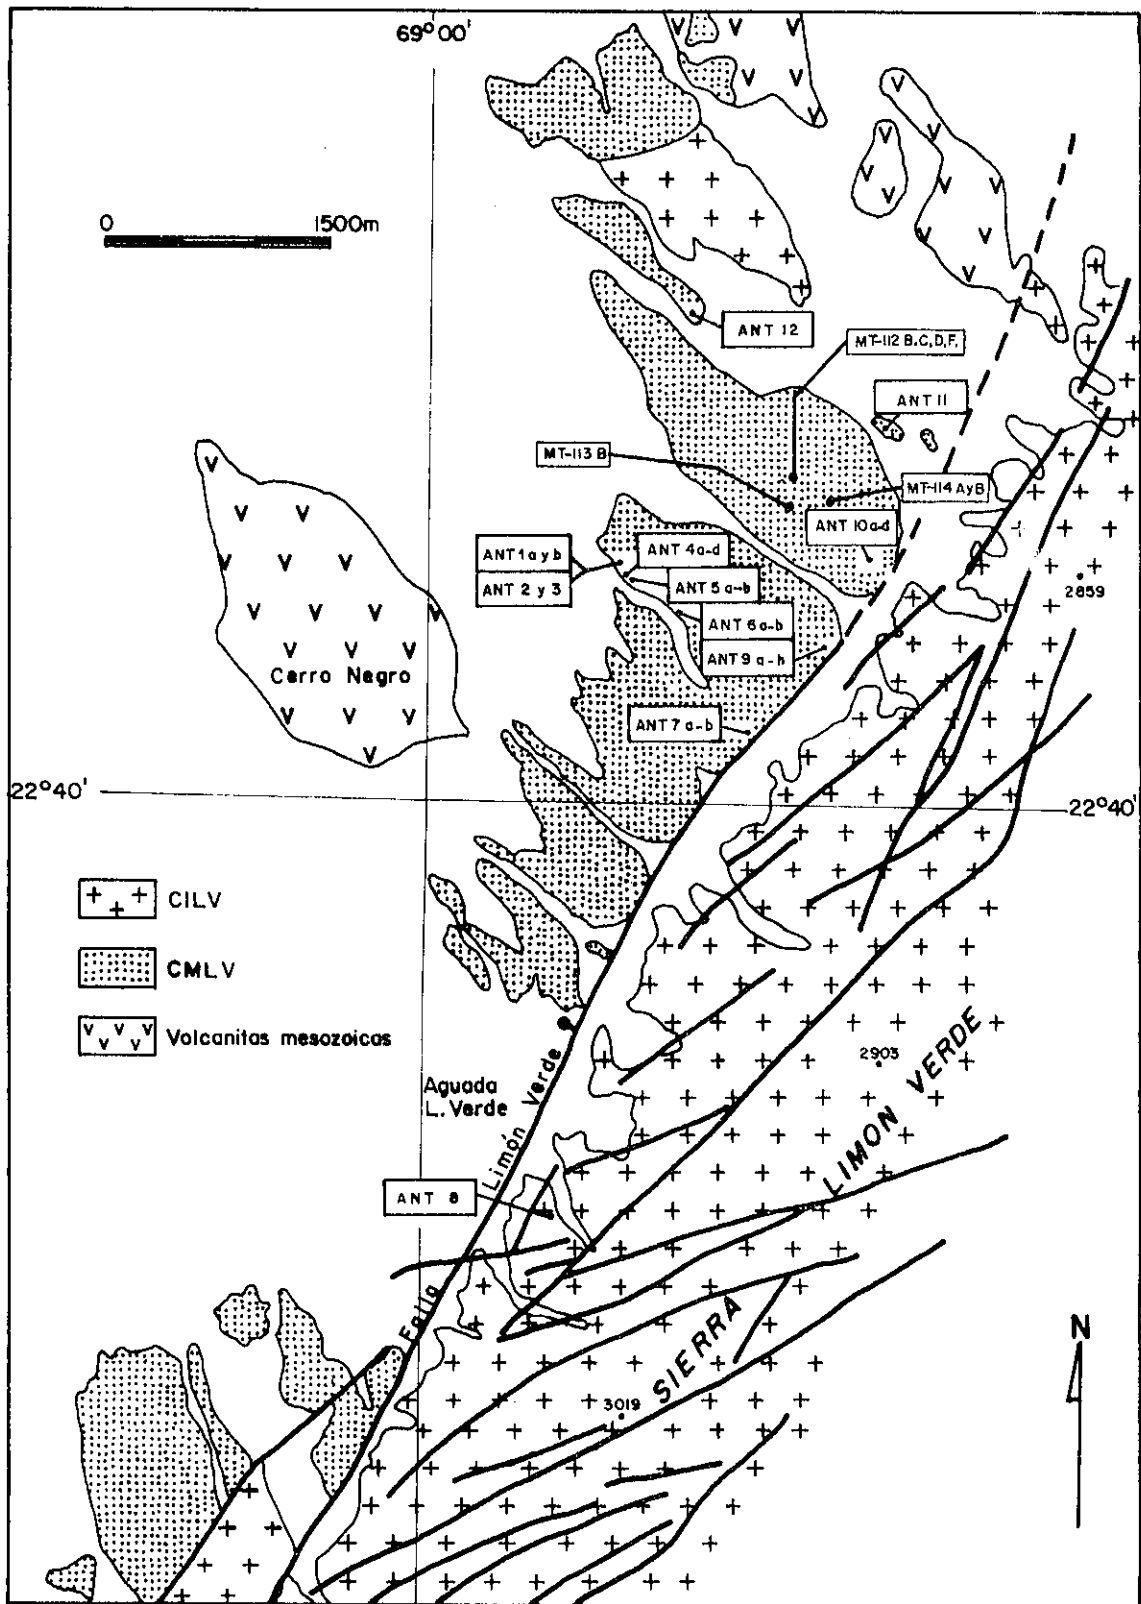 69°00'
0 1500m
ANT 12
MT-112 B.C,D,F.
ANT 11
MT-113 B
MT-114 AyB
ANT 10a-d
ANT 1 a y b
ANT 4a-d
ANT 2 y 3
ANT 5 a-b
2859
ANT 6a-b
ANT 9 a-h
Cerro Negro
ANT 7 a-b
22°40'
22°40'
CILV
CMLV
Volcanitas mesozoicas
2903
Aguada
L. Verde
Falla Limón Verde
ANT 8
SIERRA LIMON VERDE
3019
N